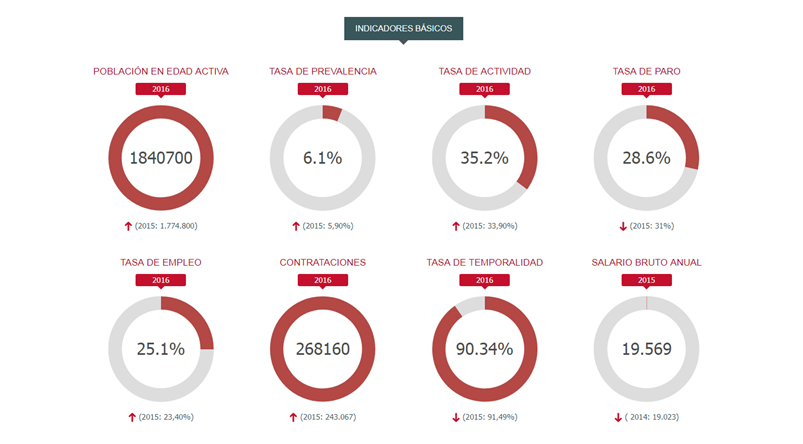 INDICADORES BÁSICOS
POBLACIÓN EN EDAD ACTIVA
2016
1840700
(2015: 1.774.800)
TASA DE PREVALENCIA
2016
6.1%
(2015: 5,90%)
TASA DE ACTIVIDAD
2016
35.2%
(2015: 33,90%)
TASA DE PARO
2016
28.6%
(2015: 31%)
TASA DE EMPLEO
2016
25.1%
(2015: 23,40%)
CONTRATACIONES
2016
268160
(2015: 243.067)
TASA DE TEMPORALIDAD
2016
90.34%
(2015: 91,49%)
SALARIO BRUTO ANUAL
2015
19.569
( 2014: 19.023)